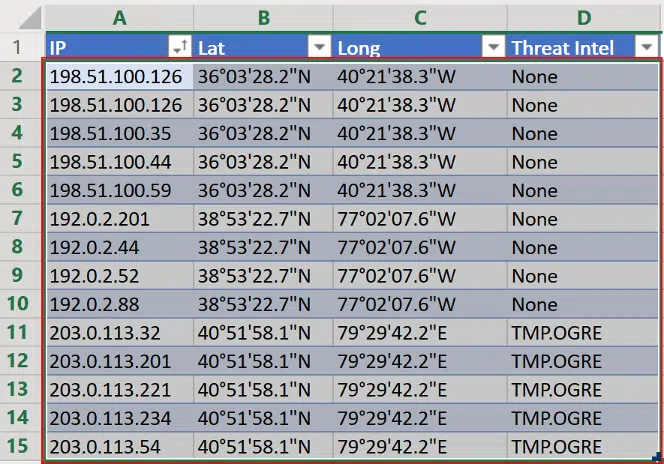 A B C D
1 IP Lat Long Threat Intel
2 198.51.100.126 36°03'28.2"N 40°21'38.3"W None
3 198.51.100.126 36°03'28.2"N 40°21'38.3"W None
4 198.51.100.35 36°03'28.2"N 40°21'38.3"W None
5 198.51.100.44 36°03'28.2"N 40°21'38.3"W None
6 198.51.100.59 36°03'28.2"N 40°21'38.3"W None
7 192.0.2.201 38°53'22.7"N 77°02'07.6"W None
8 192.0.2.44 38°53'22.7"N 77°02'07.6"W None
9 192.0.2.52 38°53'22.7"N 77°02'07.6"W None
10 192.0.2.88 38°53'22.7"N 77°02'07.6"W None
11 203.0.113.32 40°51'58.1"N 79°29'42.2"E TMP.OGRE
12 203.0.113.201 40°51'58.1"N 79°29'42.2"E TMP.OGRE
13 203.0.113.221 40°51'58.1"N 79°29'42.2"E TMP.OGRE
14 203.0.113.234 40°51'58.1"N 79°29'42.2"E TMP.OGRE
15 203.0.113.54 40°51'58.1"N 79°29'42.2"E TMP.OGRE